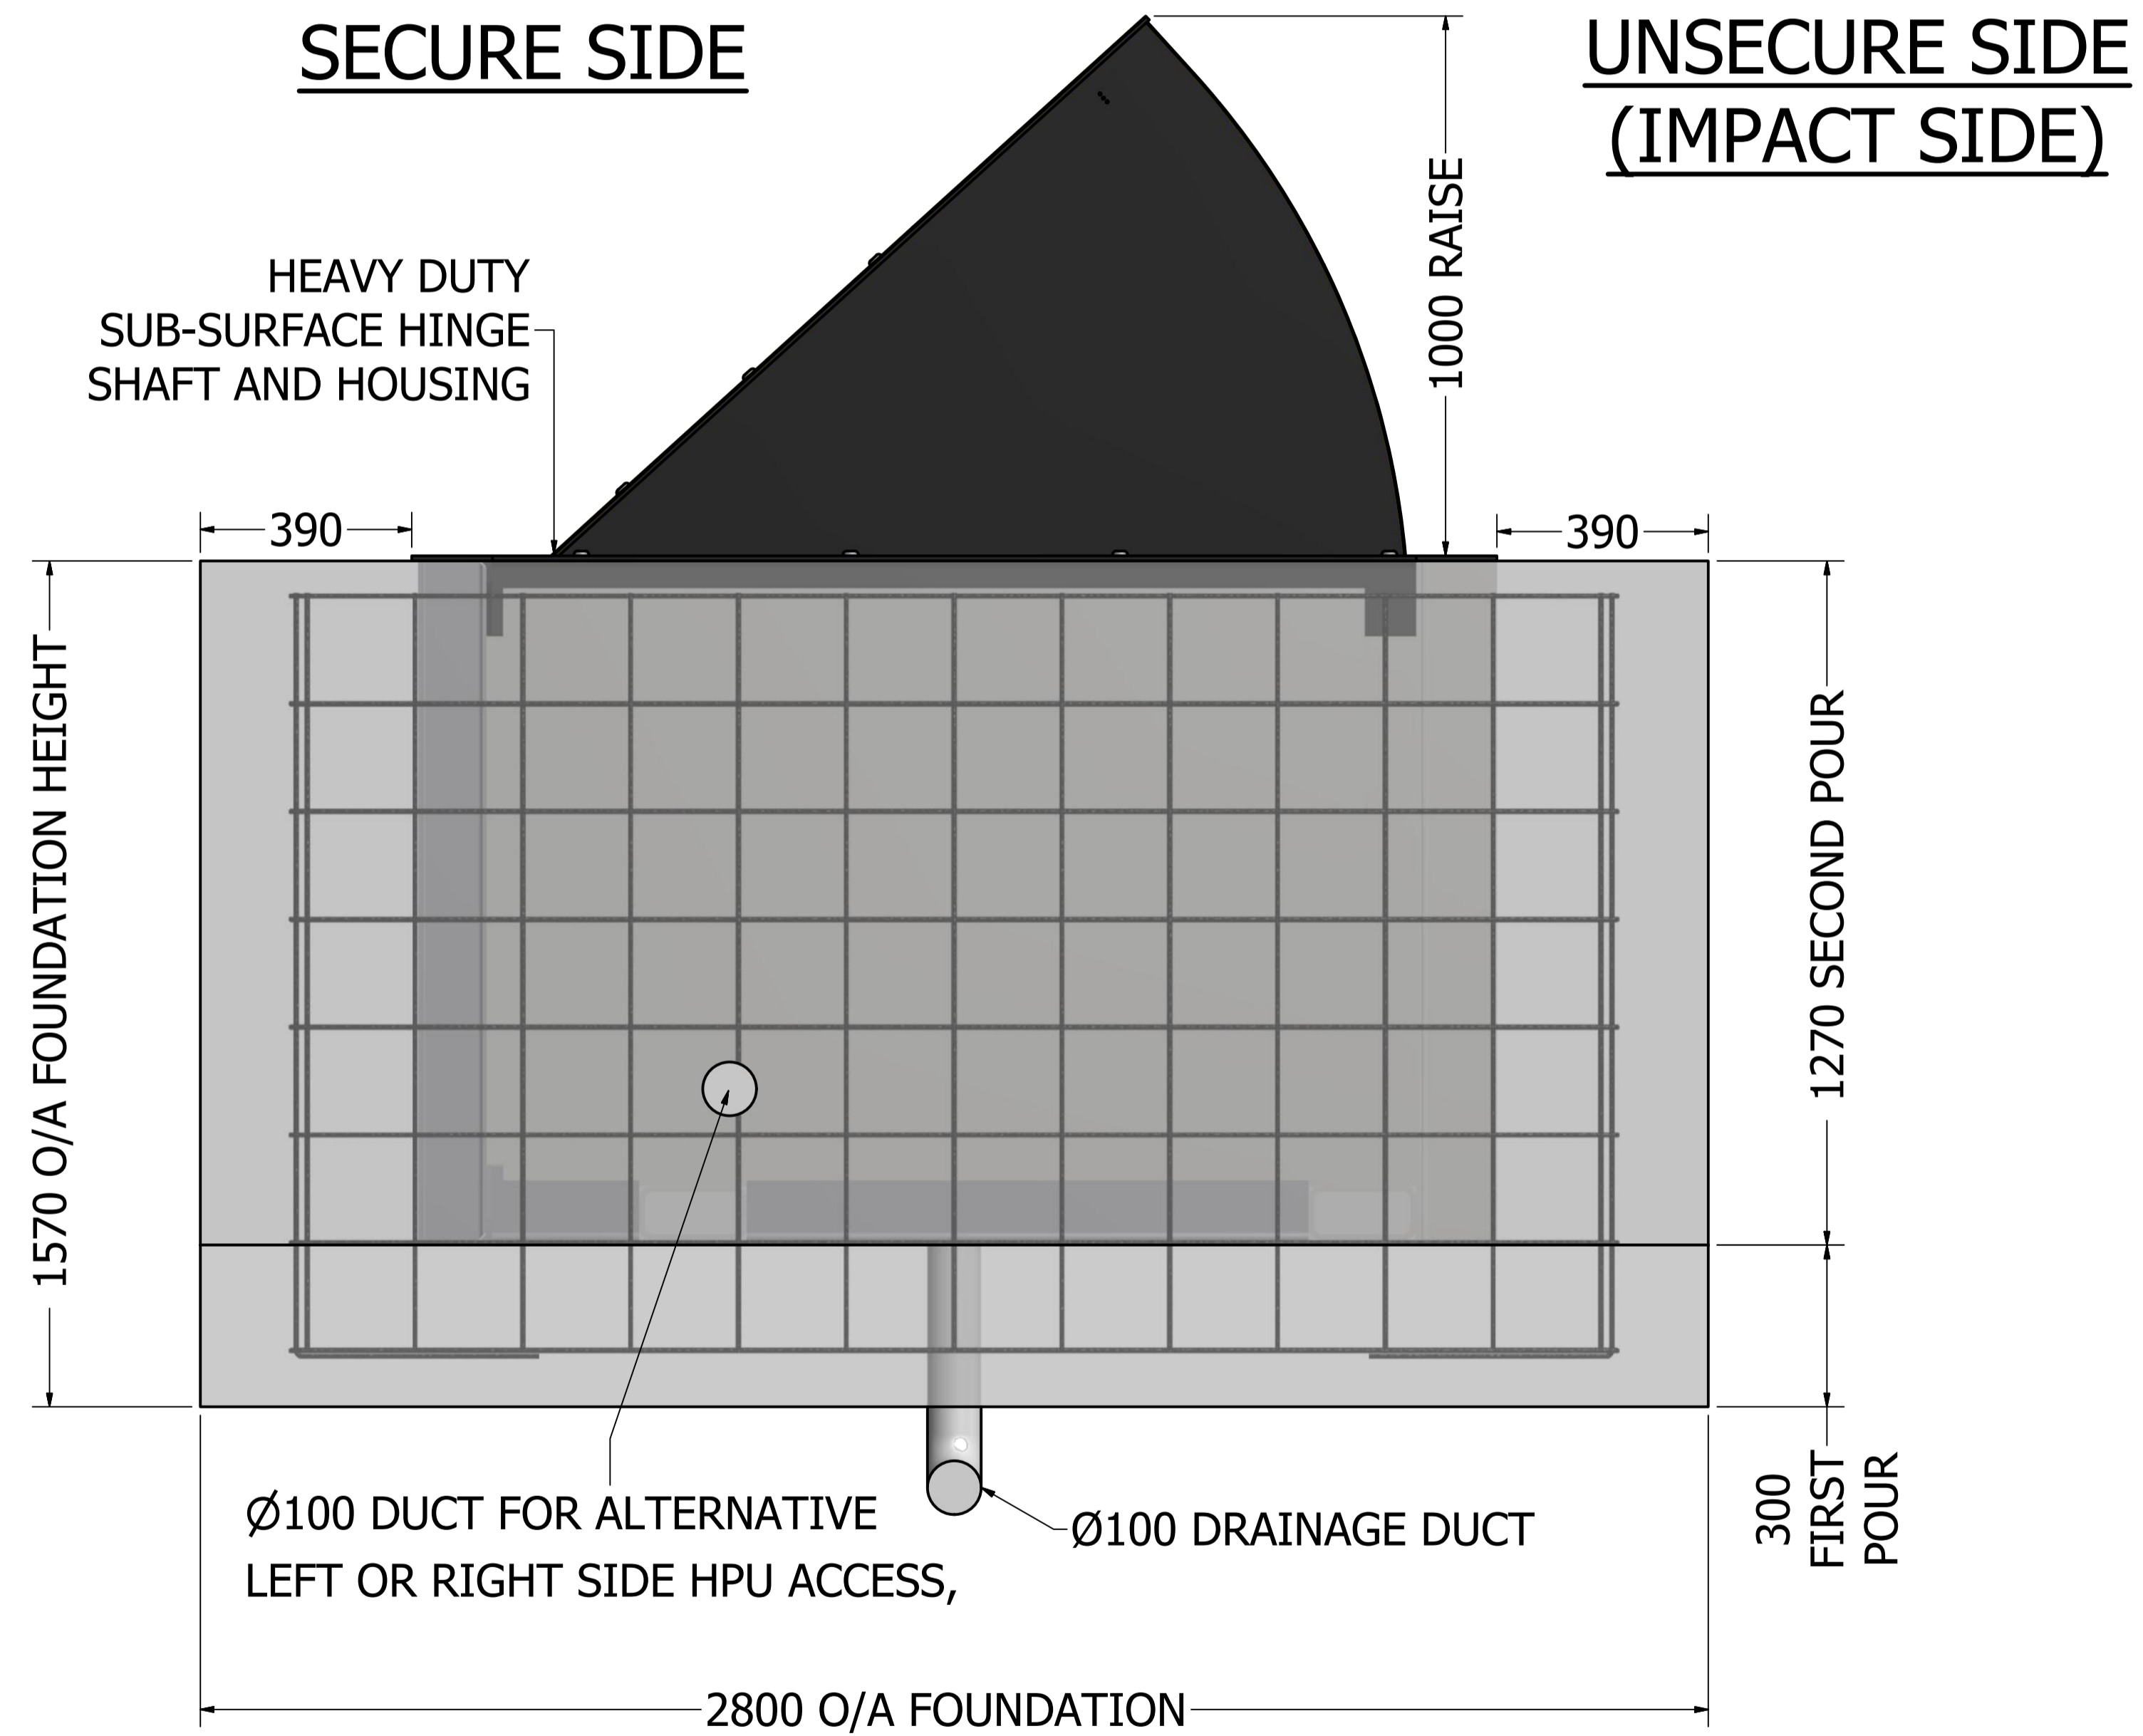 SECURE SIDE
UNSECURE SIDE
(IMPACT SIDE)
1000 RAISE
HEAVY DUTY
SUB-SURFACE HINGE
SHAFT AND HOUSING
390
390
1570 O/A FOUNDATION HEIGHT
1270 SECOND POUR
300
FIRST
POUR
Ø100 DUCT FOR ALTERNATIVE
LEFT OR RIGHT SIDE HPU ACCESS,
Ø100 DRAINAGE DUCT
2800 O/A FOUNDATION